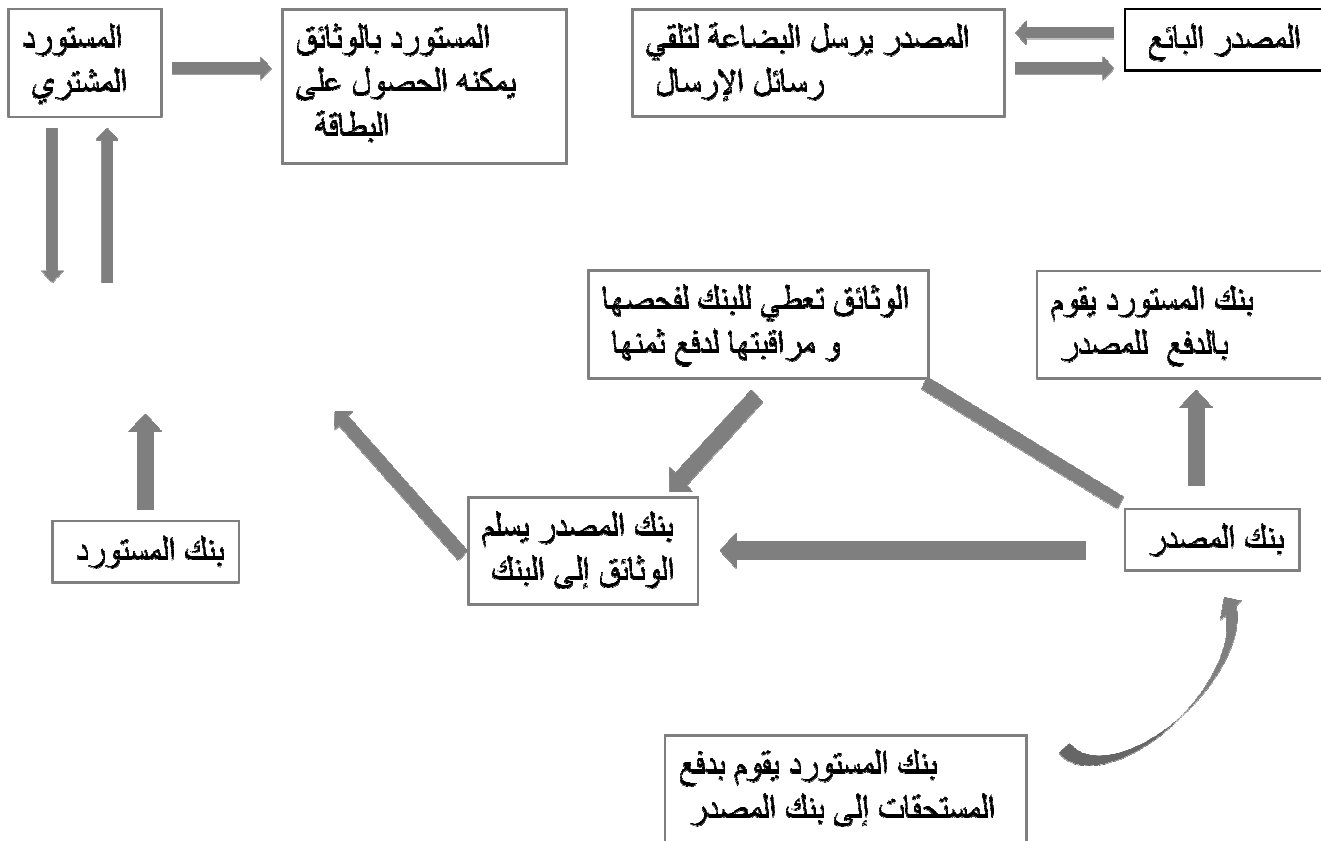 المصدر البائع
المصدر يرسل البضاعة لتلقي
رسائل الإرسال
المستورد بالوثائق
يمكنه الحصول على
البطاقة
المستورد
المشتري
بنك المستورد يقوم
بالدفع للمصدر
الوثائق تعطي للبنك لفحصها
و مراقبتها لدفع ثمنها
بنك المصدر
بنك المصدر يسلم
الوثائق إلى البنك
بنك المستورد
بنك المستورد يقوم بدفع
المستحقات إلى بنك المصدر